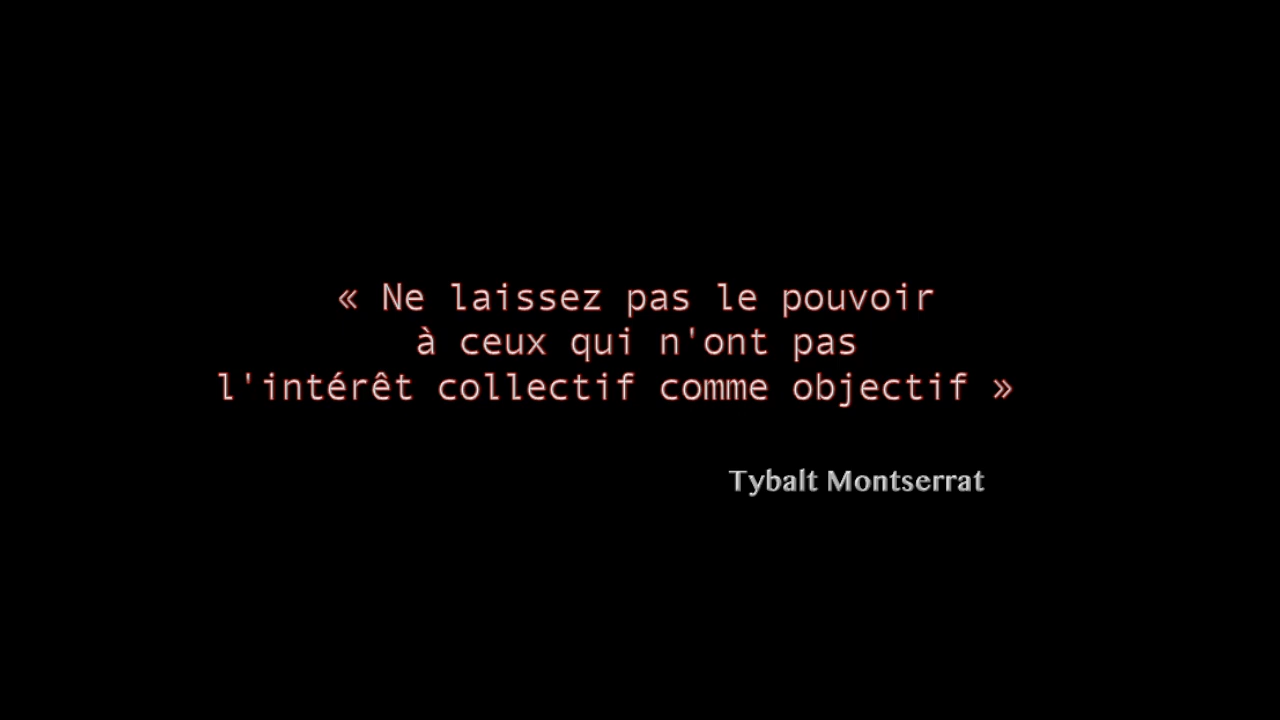 « Ne laissez pas le pouvoir
à ceux qui n'ont pas
l'intérêt collectif comme objectif »
Tybalt Montserrat